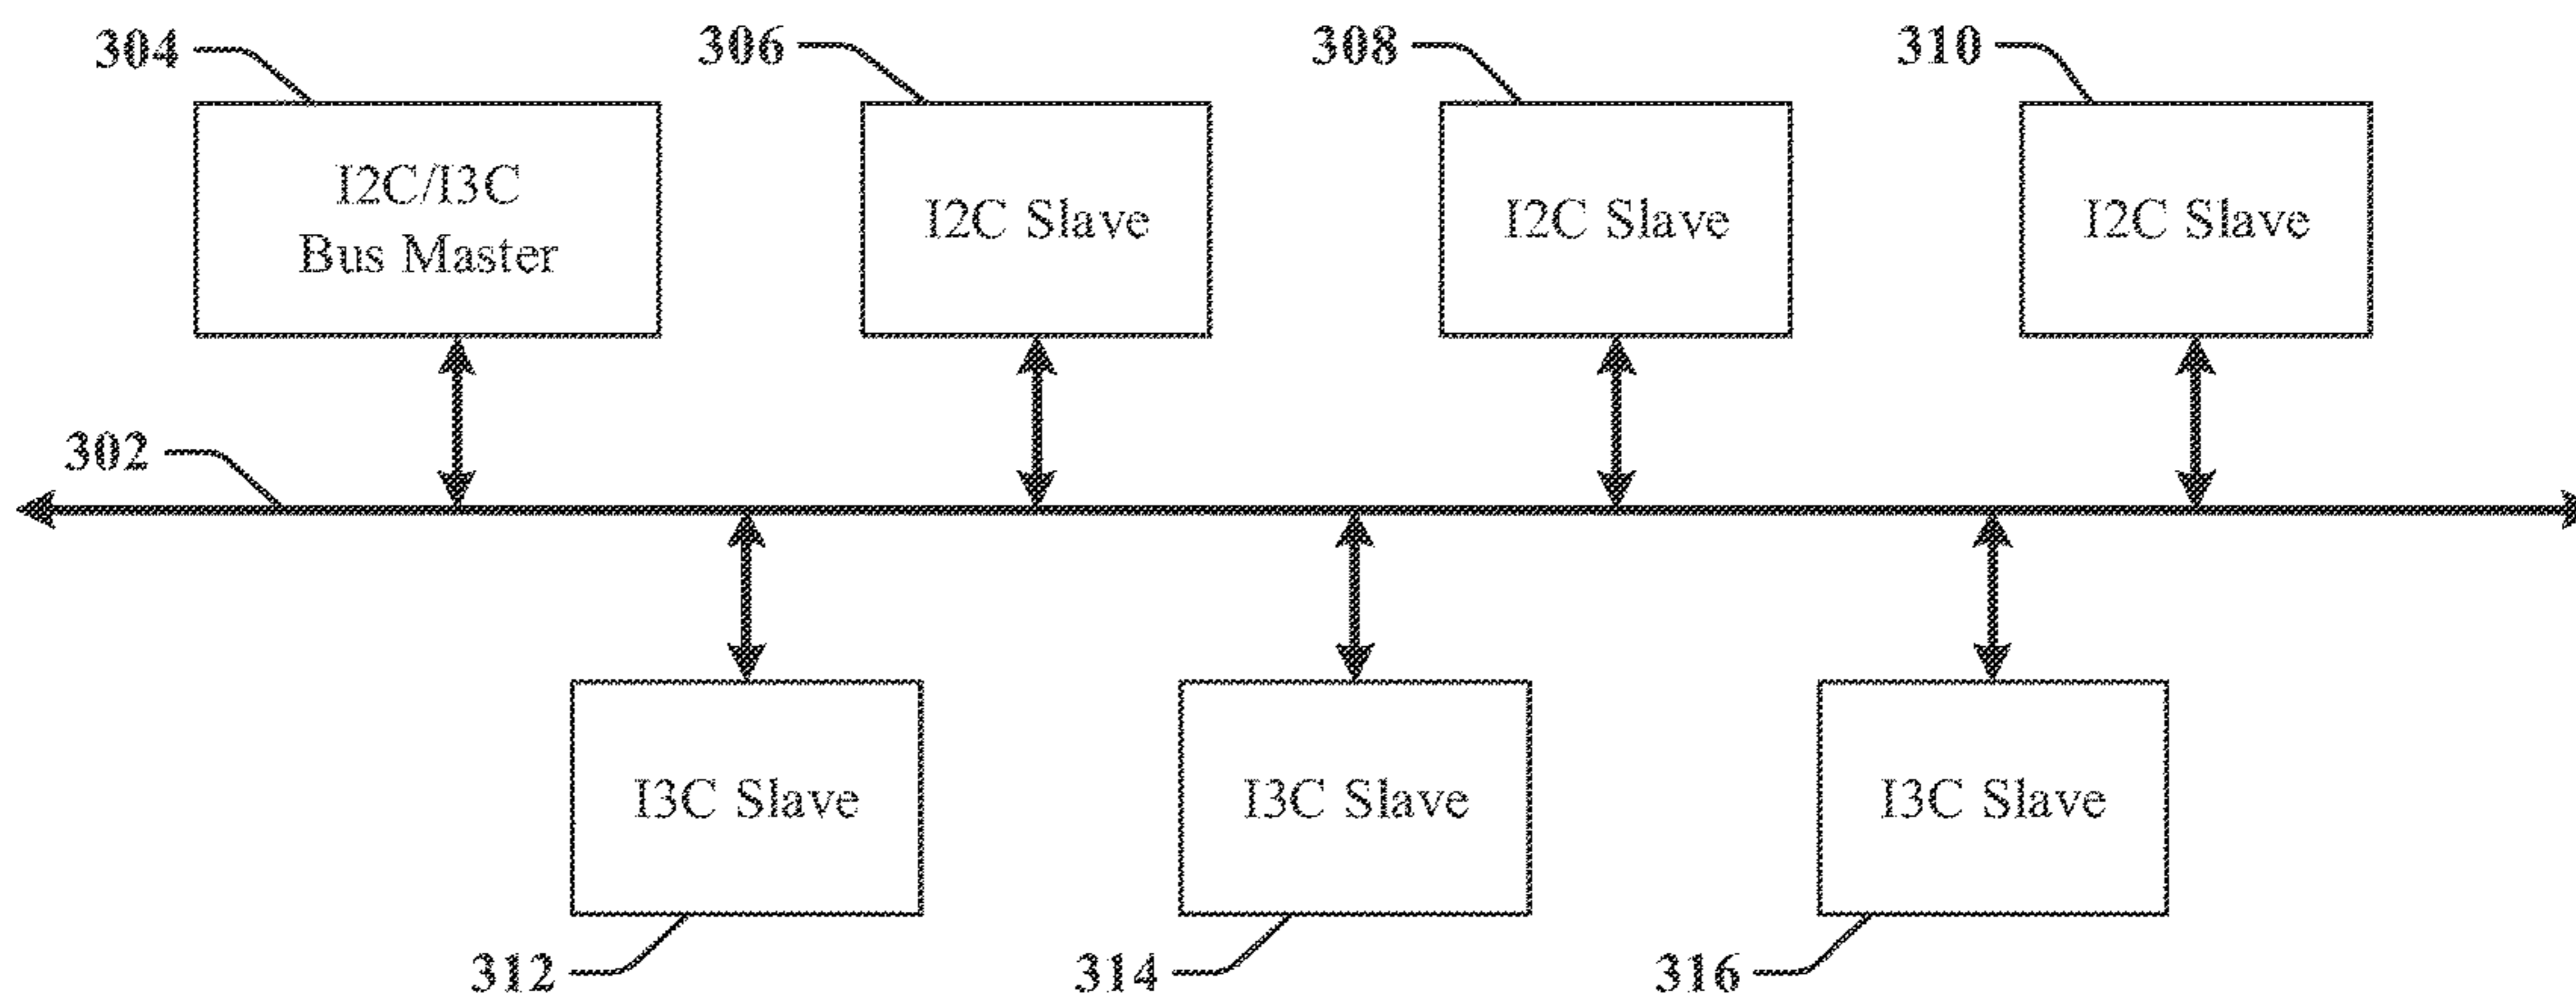 304
306
308
310
I2C/I3C
Bus Master
I2C Slave
I2C Slave
I2C Slave
302
I3C Slave
I3C Slave
I3C Slave
312
314
316